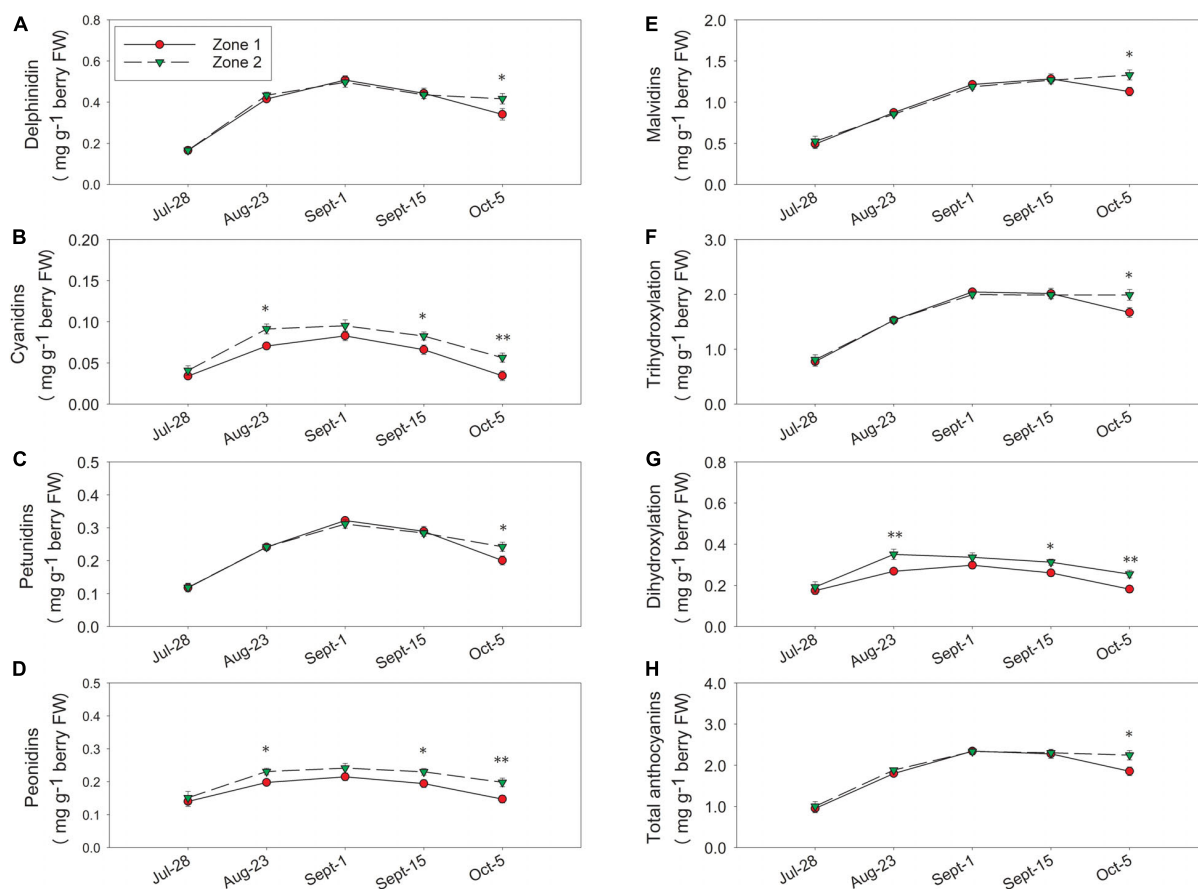 A
Delphinidin
( mg g-1 berry FW)
0.8
0.6
0.4
0.2
0.0
Zone 1
Zone 2
*
Jul-28
Aug-23
Sept-1
Sept-15
Oct-5
B
Cyanidins
( mg g-1 berry FW)
0.20
0.15
0.10
0.05
0.00
*
*
**
Jul-28
Aug-23
Sept-1
Sept-15
Oct-5
C
Petunidins
( mg g-1 berry FW)
0.5
0.4
0.3
0.2
0.1
0.0
*
Jul-28
Aug-23
Sept-1
Sept-15
Oct-5
D
Peonidins
( mg g-1 berry FW)
0.5
0.4
0.3
0.2
0.1
0.0
*
*
**
Jul-28
Aug-23
Sept-1
Sept-15
Oct-5
E
Malvidins
( mg g-1 berry FW)
2.0
1.5
1.0
0.5
0.0
*
Jul-28
Aug-23
Sept-1
Sept-15
Oct-5
F
Trihydroxylation
( mg g-1 berry FW)
3.0
2.0
1.0
0.0
*
Jul-28
Aug-23
Sept-1
Sept-15
Oct-5
G
Dihydroxylation
( mg g-1 berry FW)
0.8
0.6
0.4
0.2
0.0
**
*
**
Jul-28
Aug-23
Sept-1
Sept-15
Oct-5
H
Total anthocyanins
( mg g-1 berry FW)
4.0
3.0
2.0
1.0
0.0
*
Jul-28
Aug-23
Sept-1
Sept-15
Oct-5